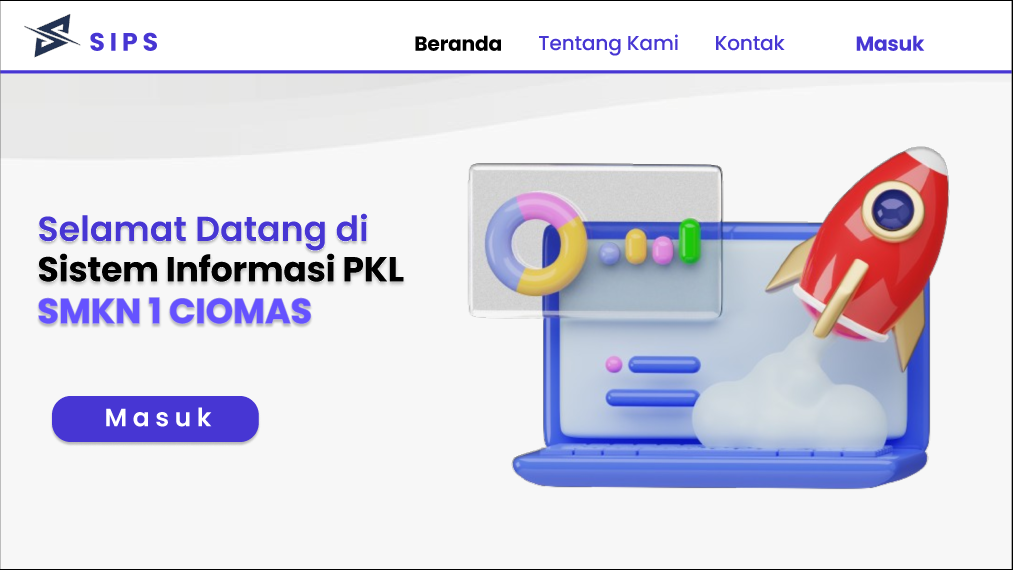 SIPS
Beranda Tentang Kami Kontak Masuk
Selamat Datang di
Sistem Informasi PKL
SMKN 1 CIOMAS
Masuk